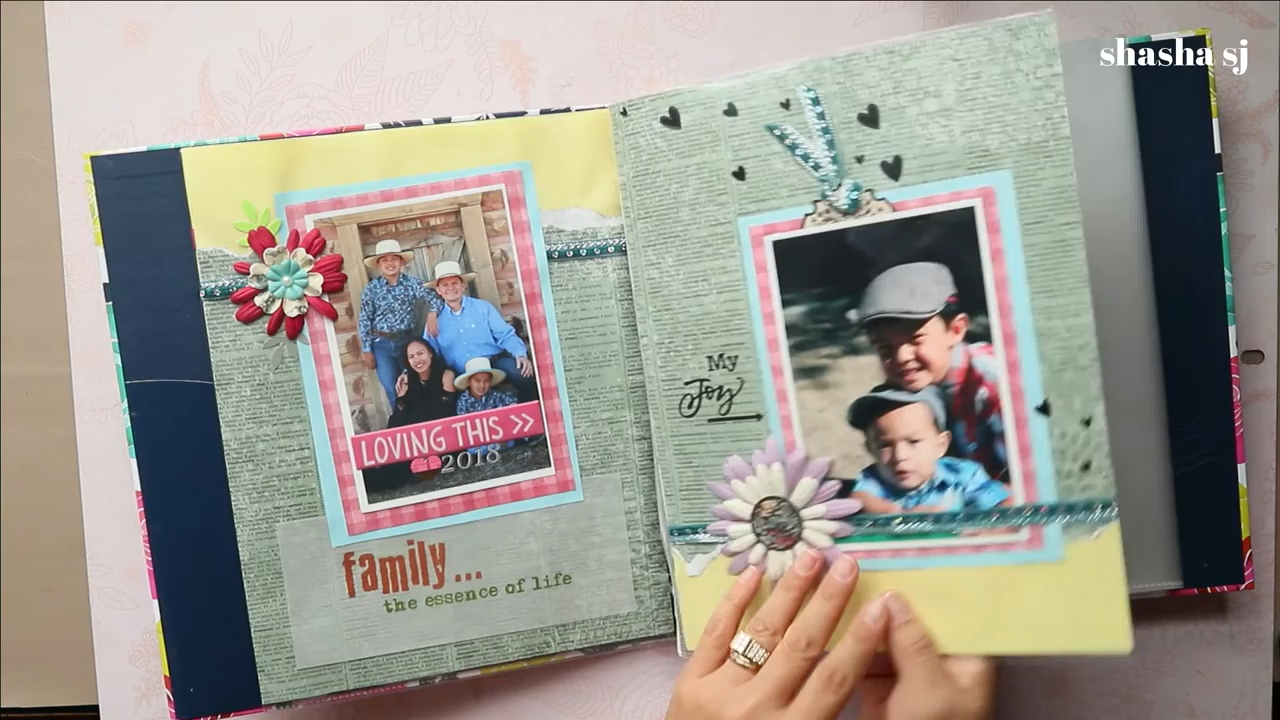 shasha sj
LOVING THIS >>
2018
family...
the essence of life
My
Joy